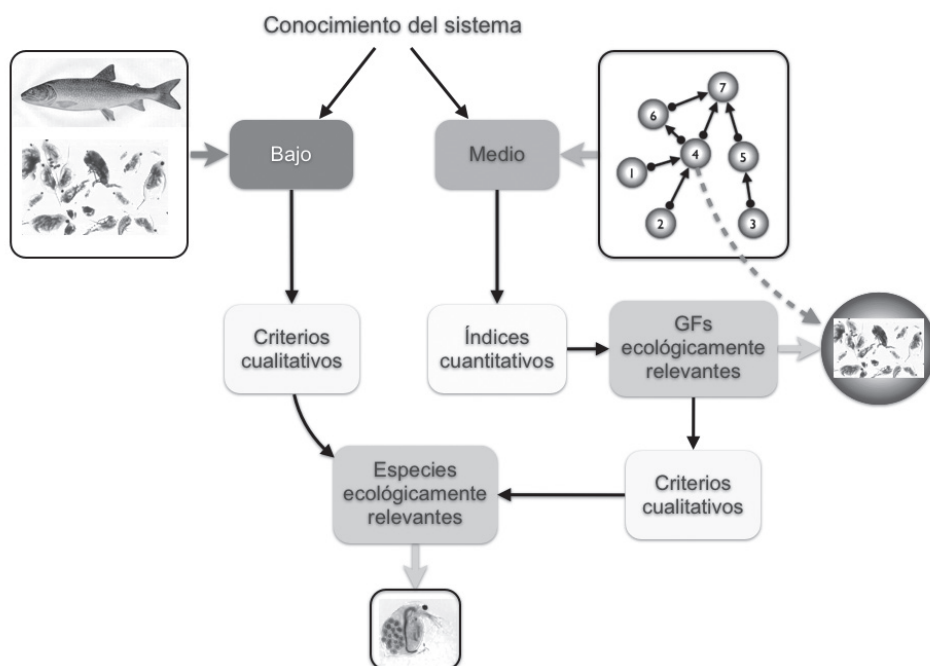 Conocimiento del sistema
Bajo
Medio
7
6
4
5
1
2
3
Criterios
cualitativos
Índices
cuantitativos
GFs
ecológicamente
relevantes
Especies
ecológicamente
relevantes
Criterios
cualitativos